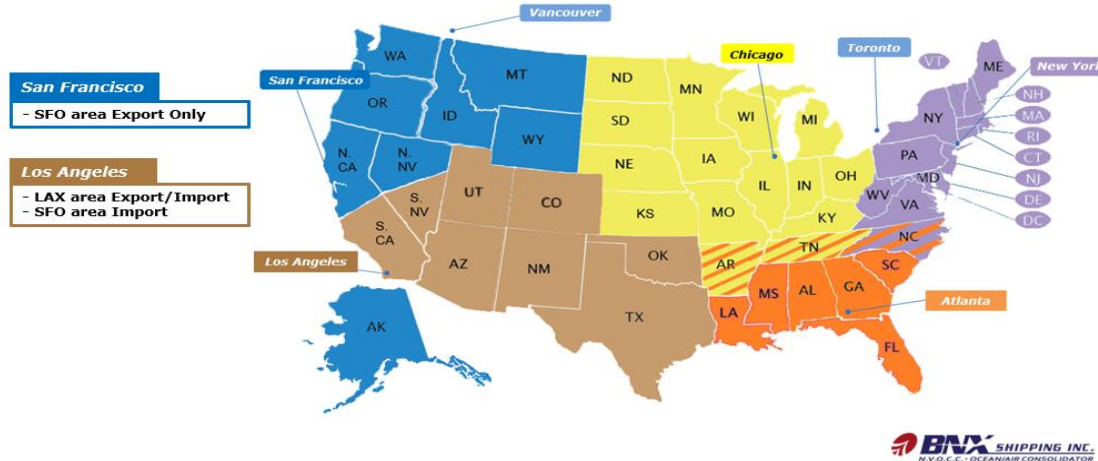 Vancouver
San Francisco
- SFO area Export Only
Los Angeles
- LAX area Export/Import
- SFO area Import
San Francisco
Chicago
Toronto
New York
Los Angeles
Atlanta
WA
OR
ID
MT
WY
N. CA
N. NV
AK
S. CA
S. NV
UT
CO
AZ
NM
OK
TX
ND
SD
NE
KS
MN
IA
MO
WI
IL
MI
IN
OH
KY
AR
TN
NC
LA
MS
AL
GA
SC
FL
ME
NY
PA
WV
VA
MD
VT
NH
MA
RI
CT
NJ
DE
DC
BNX SHIPPING INC.
N.V.O.C.C. · OCEAN/AIR CONSOLIDATOR